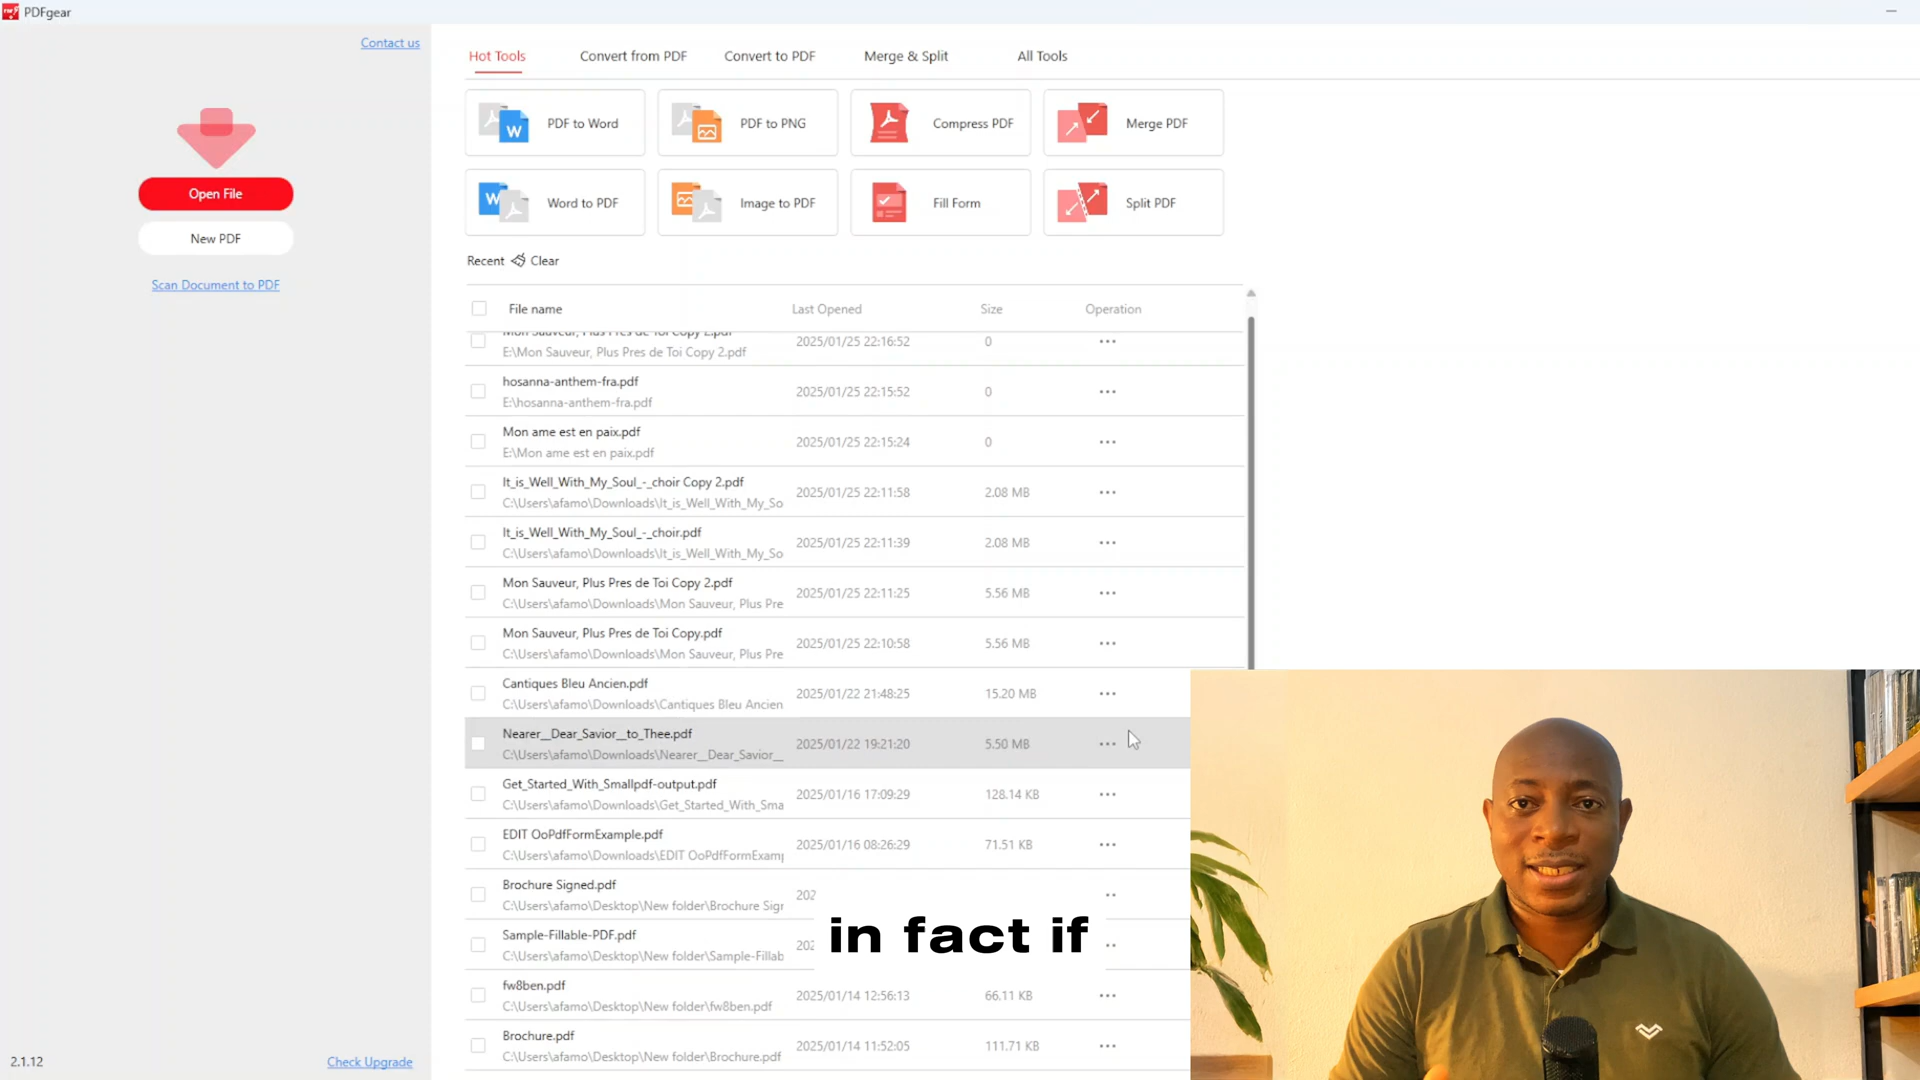 PDFgear
Contact us
Open File
New PDF
Scan Document to PDF
2.1.12
Check Upgrade
Hot Tools
Convert from PDF
Convert to PDF
Merge & Split
All Tools
PDF to Word
PDF to PNG
Compress PDF
Merge PDF
Word to PDF
Image to PDF
Fill Form
Split PDF
Recent Clear
File name Last Opened Size Operation
Mon Sauveur, Plus Pres de Toi Copy 2.pdf
E:\Mon Sauveur, Plus Pres de Toi Copy 2.pdf
2025/01/25 22:16:52 0
hosanna-anthem-fra.pdf
E:\hosanna-anthem-fra.pdf
2025/01/25 22:15:52 0
Mon ame est en paix.pdf
E:\Mon ame est en paix.pdf
2025/01/25 22:15:24 0
It_is_Well_With_My_Soul_-_choir Copy 2.pdf
C:\Users\afamo\Downloads\It_is_Well_With_My_So
2025/01/25 22:11:58 2.08 MB
It_is_Well_With_My_Soul_-_choir.pdf
C:\Users\afamo\Downloads\It_is_Well_With_My_So
2025/01/25 22:11:39 2.08 MB
Mon Sauveur, Plus Pres de Toi Copy 2.pdf
C:\Users\afamo\Downloads\Mon Sauveur, Plus Pre
2025/01/25 22:11:25 5.56 MB
Mon Sauveur, Plus Pres de Toi Copy.pdf
C:\Users\afamo\Downloads\Mon Sauveur, Plus Pre
2025/01/25 22:10:58 5.56 MB
Cantiques Bleu Ancien.pdf
C:\Users\afamo\Downloads\Cantiques Bleu Ancien
2025/01/22 21:48:25 15.20 MB
Nearer__Dear_Savior__to_Thee.pdf
C:\Users\afamo\Downloads\Nearer__Dear_Savior__
2025/01/22 19:21:20 5.50 MB
Get_Started_With_Smallpdf-output.pdf
C:\Users\afamo\Downloads\Get_Started_With_Sma
2025/01/16 17:09:29 128.14 KB
EDIT OoPdfFormExample.pdf
C:\Users\afamo\Downloads\EDIT OoPdfFormExamp
2025/01/16 08:26:29 71.51 KB
Brochure Signed.pdf
C:\Users\afamo\Desktop\New folder\Brochure Sigr
202
Sample-Fillable-PDF.pdf
C:\Users\afamo\Desktop\New folder\Sample-Fillab
202
in fact if
fw8ben.pdf
C:\Users\afamo\Desktop\New folder\fw8ben.pdf
2025/01/14 12:56:13 66.11 KB
Brochure.pdf
C:\Users\afamo\Desktop\New folder\Brochure.pdf
2025/01/14 11:52:05 111.71 KB